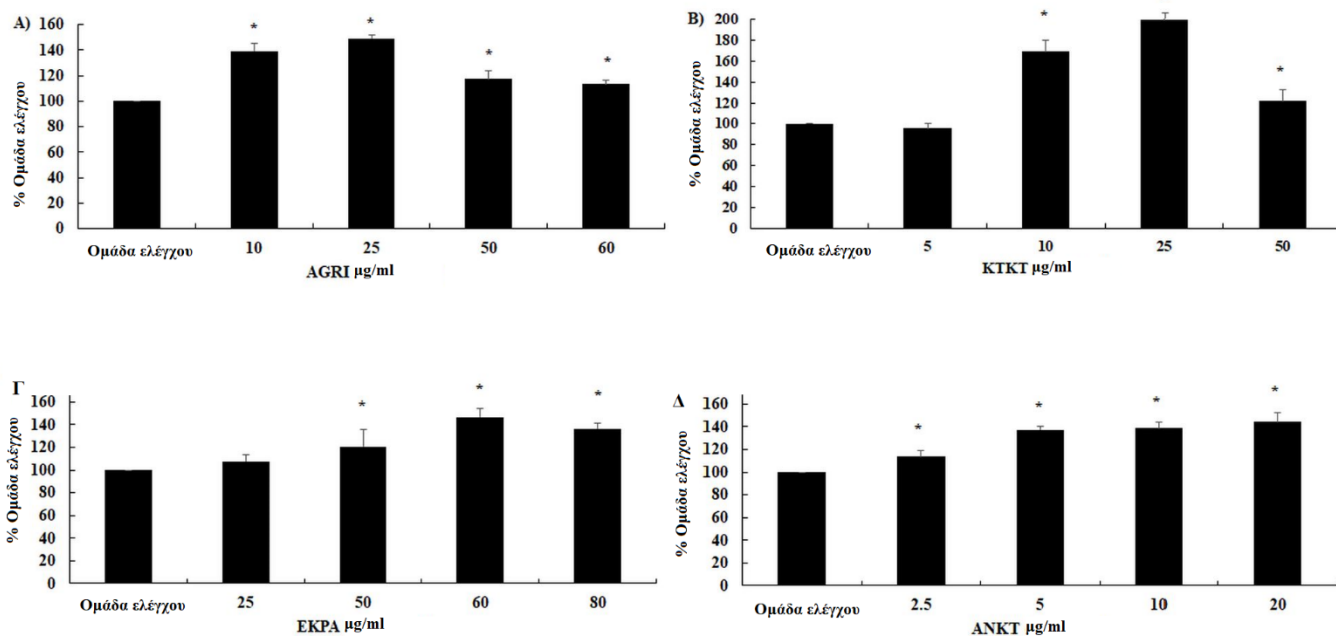 Α)
% Ομάδα ελέγχου
160
140
120
100
80
60
40
20
0
* * * *
Ομάδα ελέγχου 10 25 50 60
AGRI μg/ml
Β)
% Ομάδα ελέγχου
200
180
160
140
120
100
80
60
40
20
0
* *
Ομάδα ελέγχου 5 10 25 50
KTKT μg/ml
Γ
% Ομάδα ελέγχου
160
140
120
100
80
60
40
20
0
* * *
Ομάδα ελέγχου 25 50 60 80
EKPA μg/ml
Δ
% Ομάδα ελέγχου
160
140
120
100
80
60
40
20
0
* * * *
Ομάδα ελέγχου 2.5 5 10 20
ANKT μg/ml